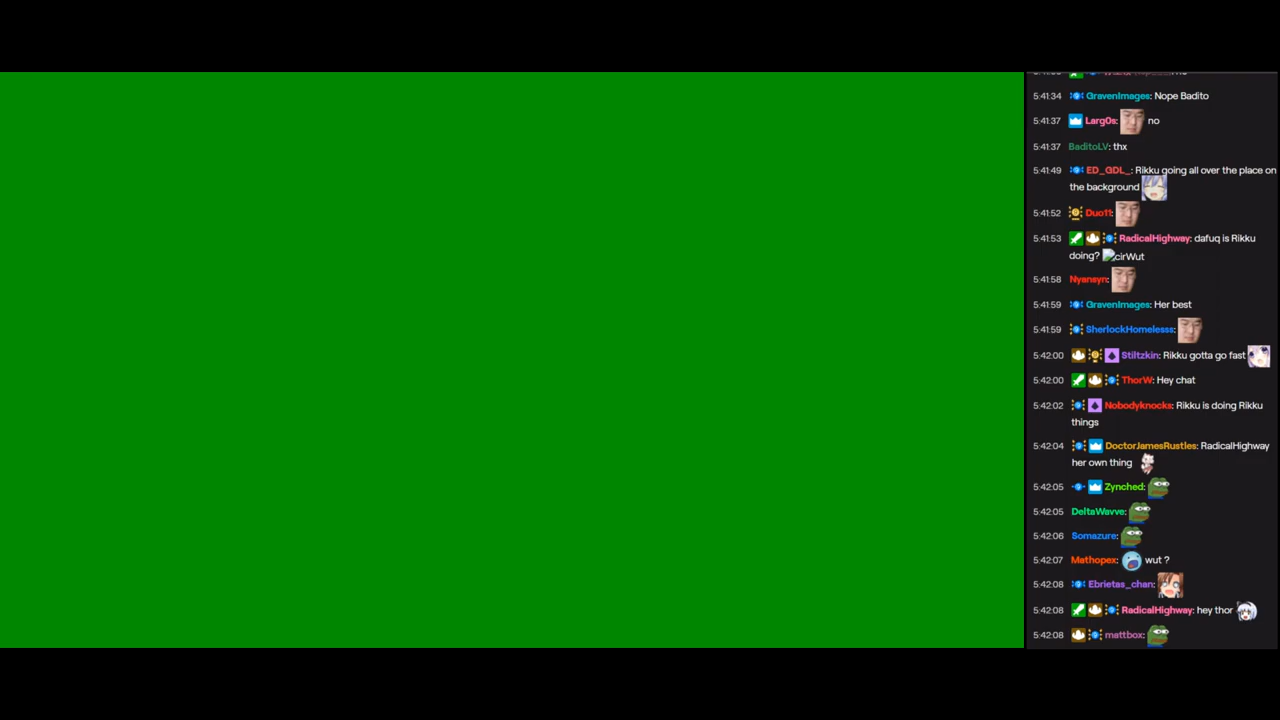 5:41:34 GravenImages: Nope Badito
5:41:37 Larg0s: no
5:41:37 BaditoLV: thx
5:41:49 ED_GDL_: Rikku going all over the place on
the background
5:41:52 Duo11:
5:41:53 RadicalHighway: dafuq is Rikku
doing? cirWut
5:41:58 Nyansyn:
5:41:59 GravenImages: Her best
5:41:59 SherlockHomelesss:
5:42:00 Stiltzkin: Rikku gotta go fast
5:42:00 ThorW: Hey chat
5:42:02 Nobodyknocks: Rikku is doing Rikku
things
5:42:04 DoctorJamesRustles: RadicalHighway
her own thing
5:42:05 Zynched:
5:42:05 DeltaWavve:
5:42:06 Somazure:
5:42:07 Mathopex: wut ?
5:42:08 Ebrietas_chan:
5:42:08 RadicalHighway: hey thor
5:42:08 mattbox: